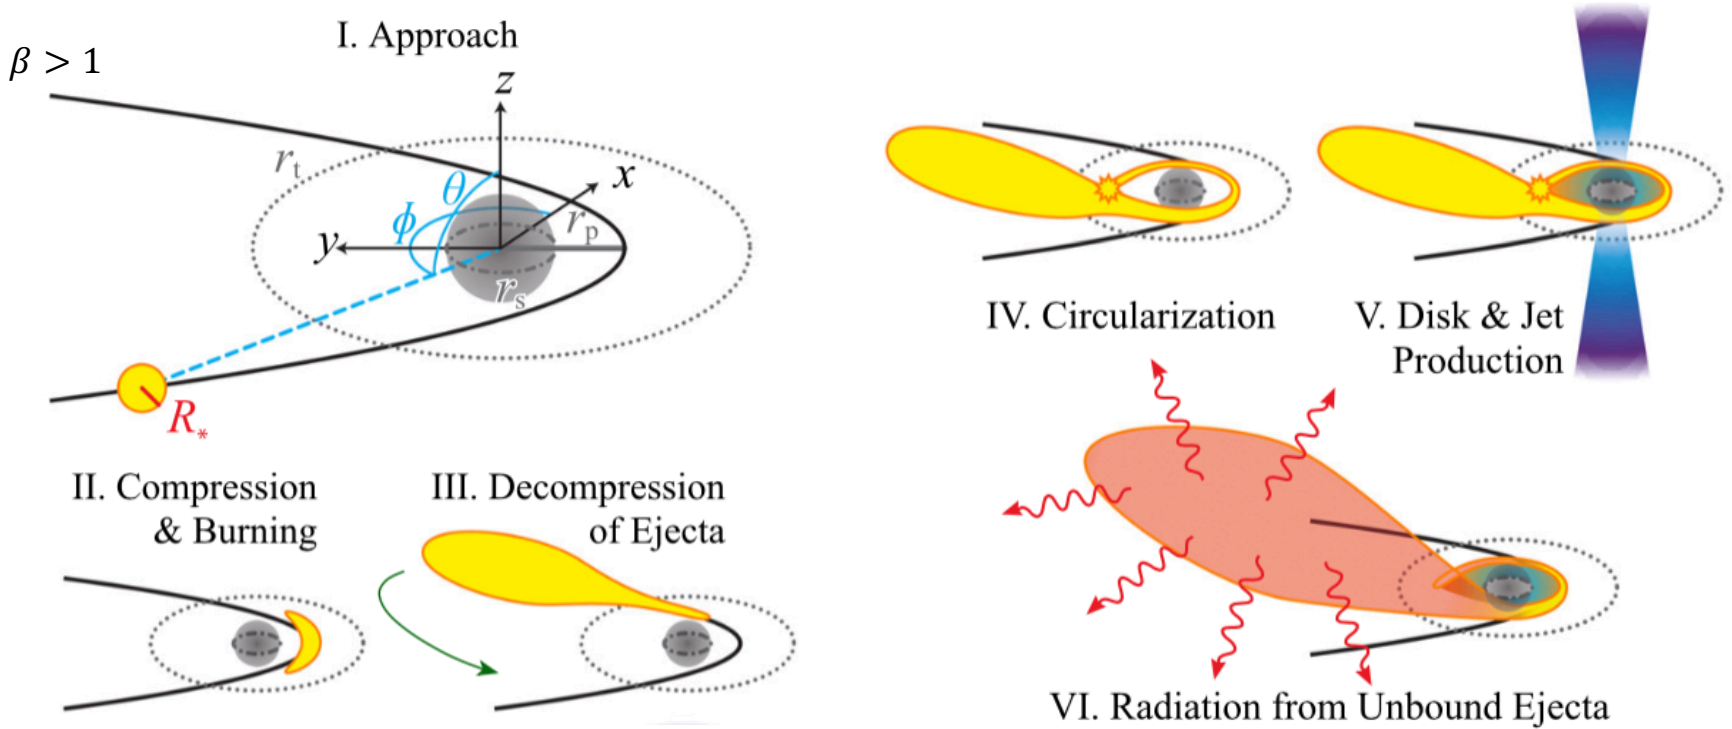 β > 1
I. Approach
z
r_t
θ
x
ϕ
r_p
y
r_s
R_*
II. Compression
& Burning
III. Decompression
of Ejecta
IV. Circularization
V. Disk & Jet
Production
VI. Radiation from Unbound Ejecta